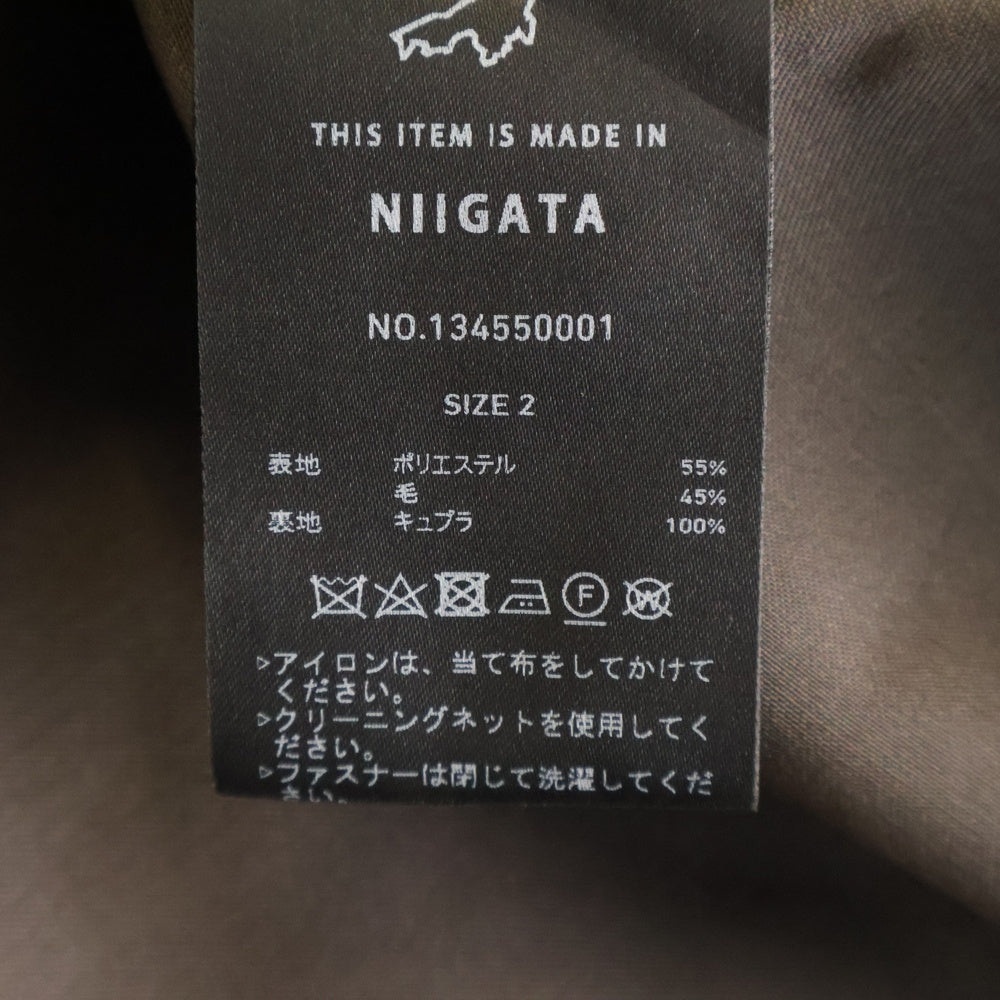 THIS ITEM IS MADE IN
NIIGATA
NO.134550001
SIZE 2
表地 ポリエステル 55%
毛 45%
裏地 キュプラ 100%
F W
▷アイロンは、当て布をしてかけて
ください。
▷クリーニングネットを使用してく
ださい。
▷ファスナーは閉じて洗濯してくだ
さい。